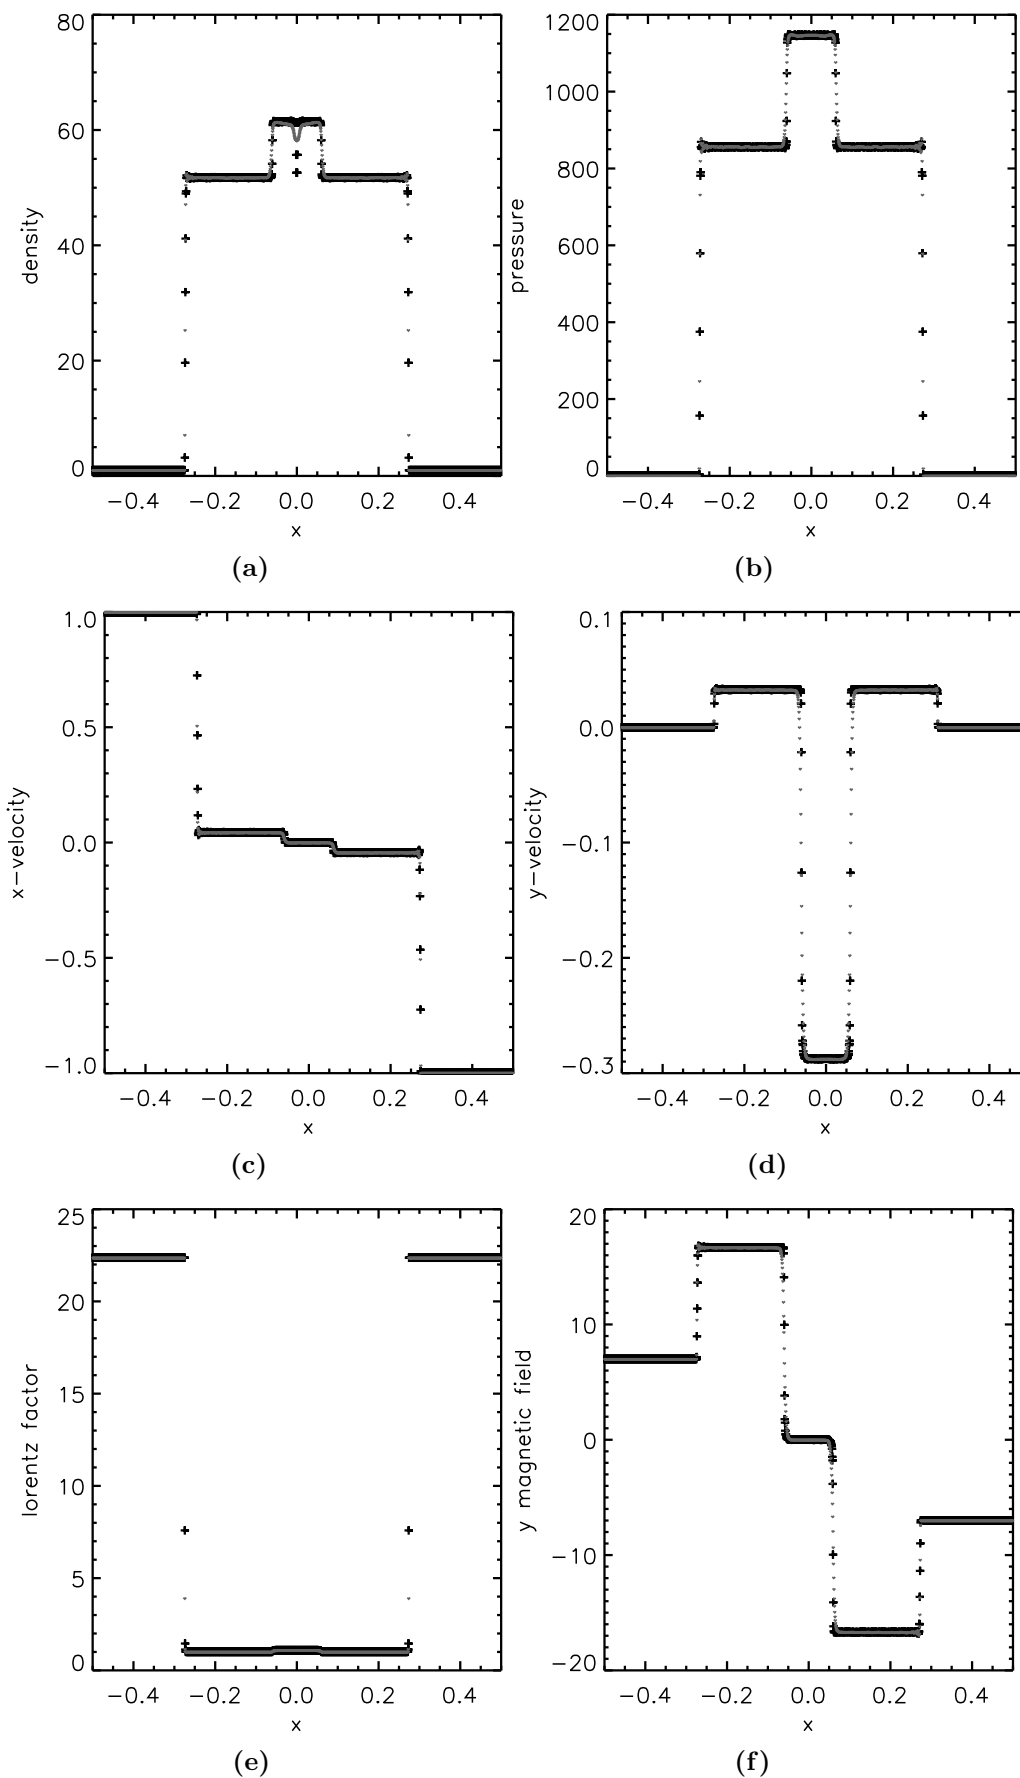 80
60
40
20
0
density
−0.4 −0.2 0.0 0.2 0.4
x
(a)
1200
1000
800
600
400
200
0
pressure
−0.4 −0.2 0.0 0.2 0.4
x
(b)
1.0
0.5
0.0
−0.5
−1.0
x−velocity
−0.4 −0.2 0.0 0.2 0.4
x
(c)
0.1
0.0
−0.1
−0.2
−0.3
y−velocity
−0.4 −0.2 0.0 0.2 0.4
x
(d)
25
20
15
10
5
0
lorentz factor
−0.4 −0.2 0.0 0.2 0.4
x
(e)
20
10
0
−10
−20
y magnetic field
−0.4 −0.2 0.0 0.2 0.4
x
(f)